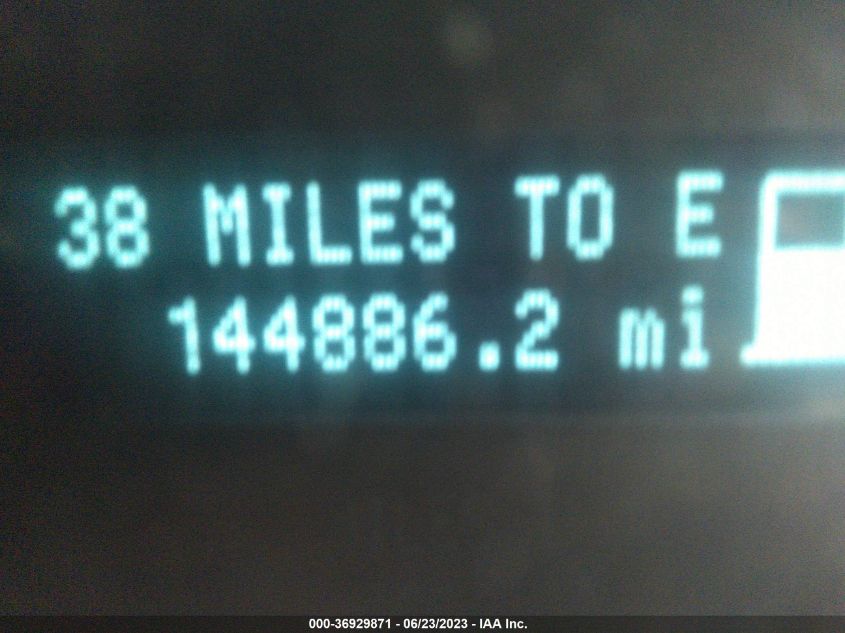 38 MILES TO E
144886.2 mi
000-36929871 - 06/23/2023 - IAA Inc.